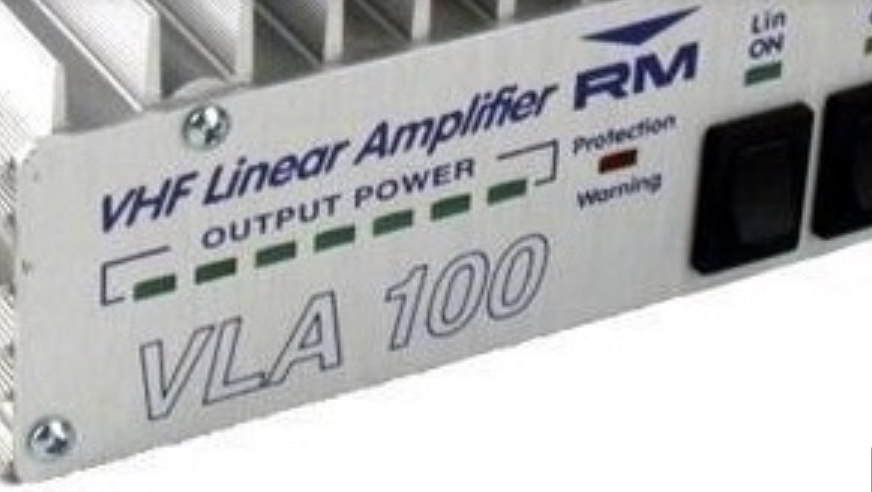 VHF Linear Amplifier RM
OUTPUT POWER
Protection
Warning
Lin
ON
VLA 100